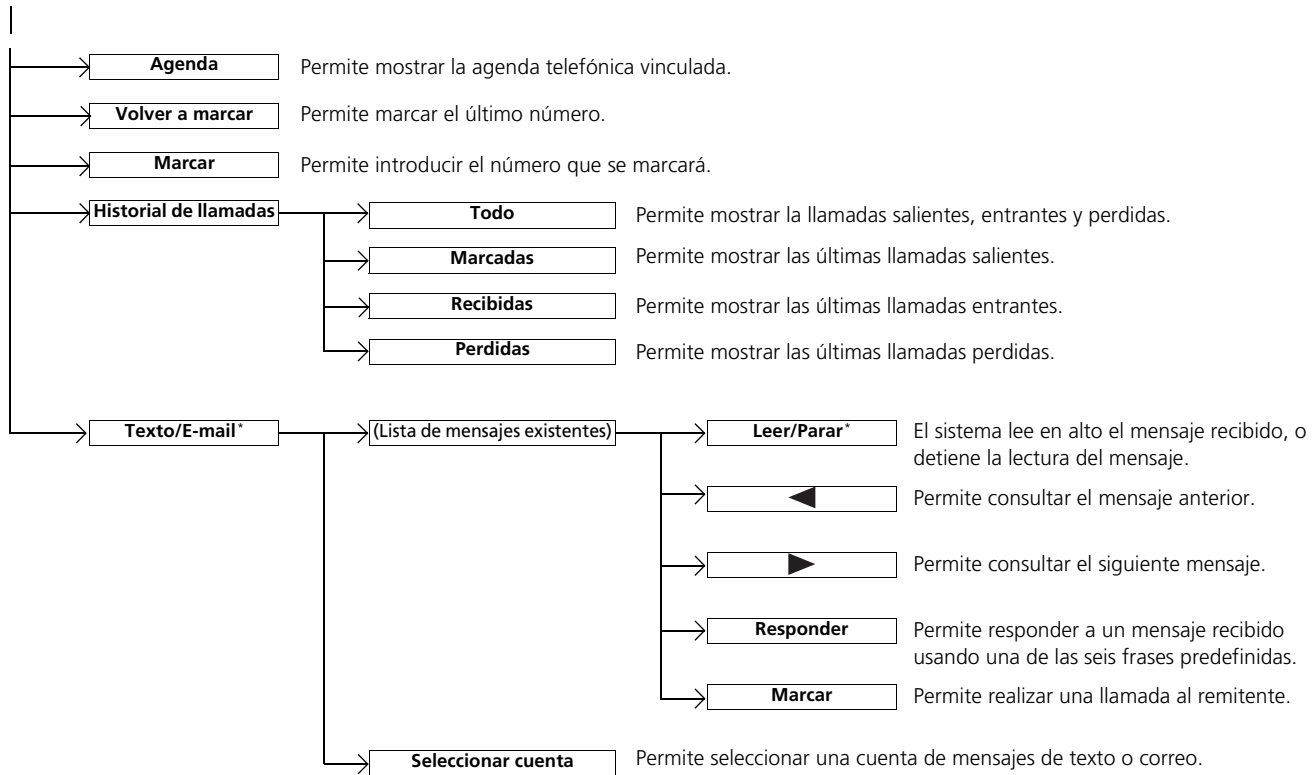 Agenda Permite mostrar la agenda telefónica vinculada.
Volver a marcar Permite marcar el último número.
Marcar Permite introducir el número que se marcará.
Historial de llamadas Todo Permite mostrar la llamadas salientes, entrantes y perdidas.
Marcadas Permite mostrar las últimas llamadas salientes.
Recibidas Permite mostrar las últimas llamadas entrantes.
Perdidas Permite mostrar las últimas llamadas perdidas.
Texto/E-mail* (Lista de mensajes existentes) Leer/Parar* El sistema lee en alto el mensaje recibido, o
detiene la lectura del mensaje.
Permite consultar el mensaje anterior.
Permite consultar el siguiente mensaje.
Responder Permite responder a un mensaje recibido
usando una de las seis frases predefinidas.
Marcar Permite realizar una llamada al remitente.
Seleccionar cuenta Permite seleccionar una cuenta de mensajes de texto o correo.